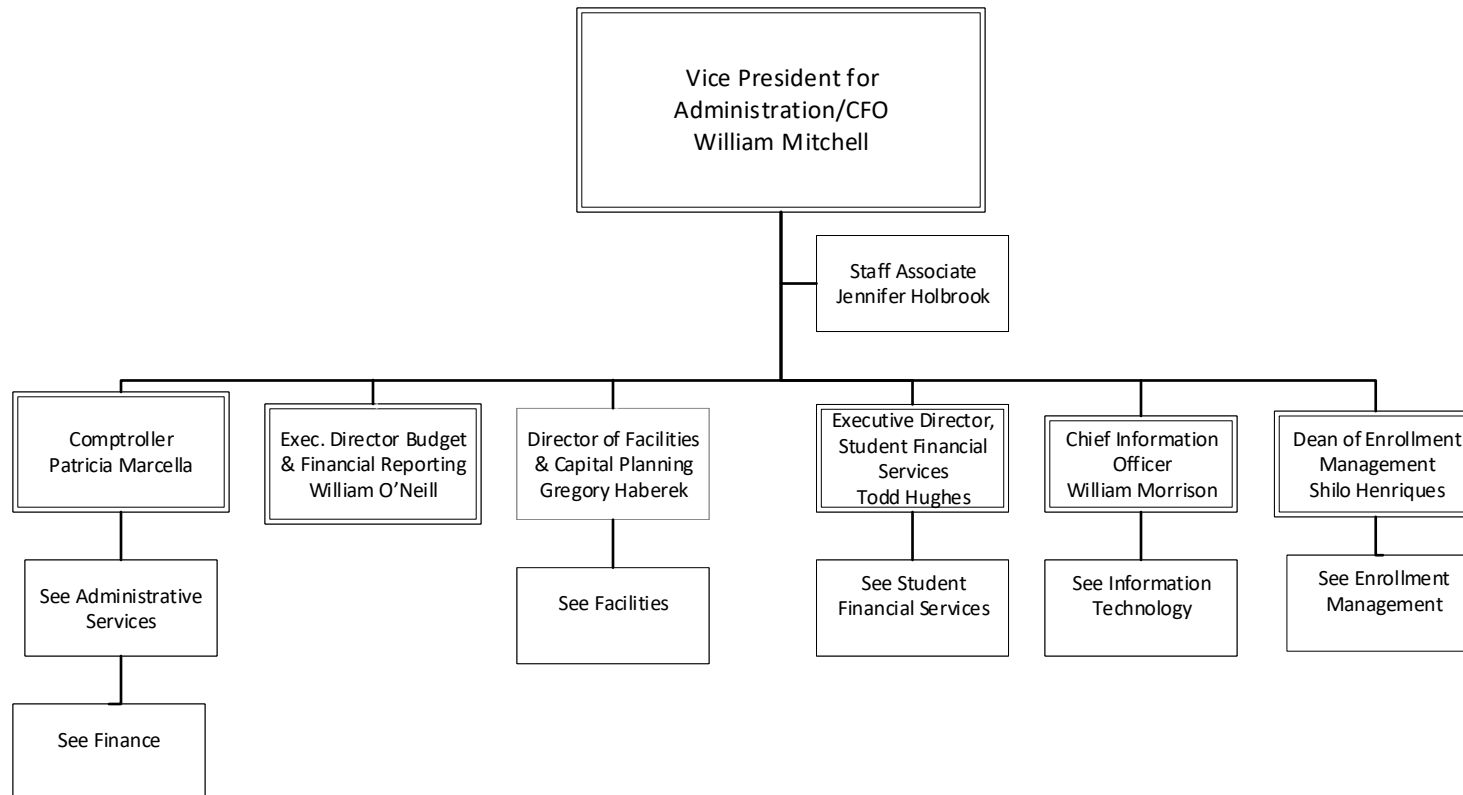 Vice President for
Administration/CFO
William Mitchell
Staff Associate
Jennifer Holbrook
Comptroller
Patricia Marcella
Exec. Director Budget
& Financial Reporting
William O’Neill
Director of Facilities
& Capital Planning
Gregory Haberek
Executive Director,
Student Financial
Services
Todd Hughes
Chief Information
Officer
William Morrison
Dean of Enrollment
Management
Shilo Henriques
See Administrative
Services
See Facilities
See Student
Financial Services
See Information
Technology
See Enrollment
Management
See Finance